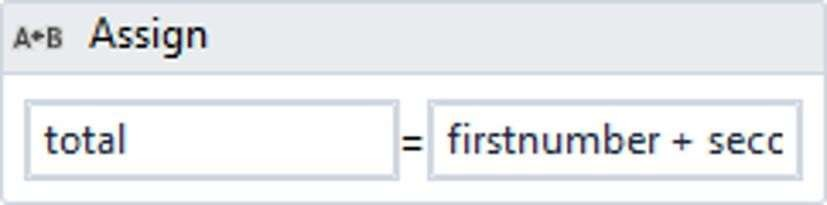 A←B Assign
total = firstnumber + secc